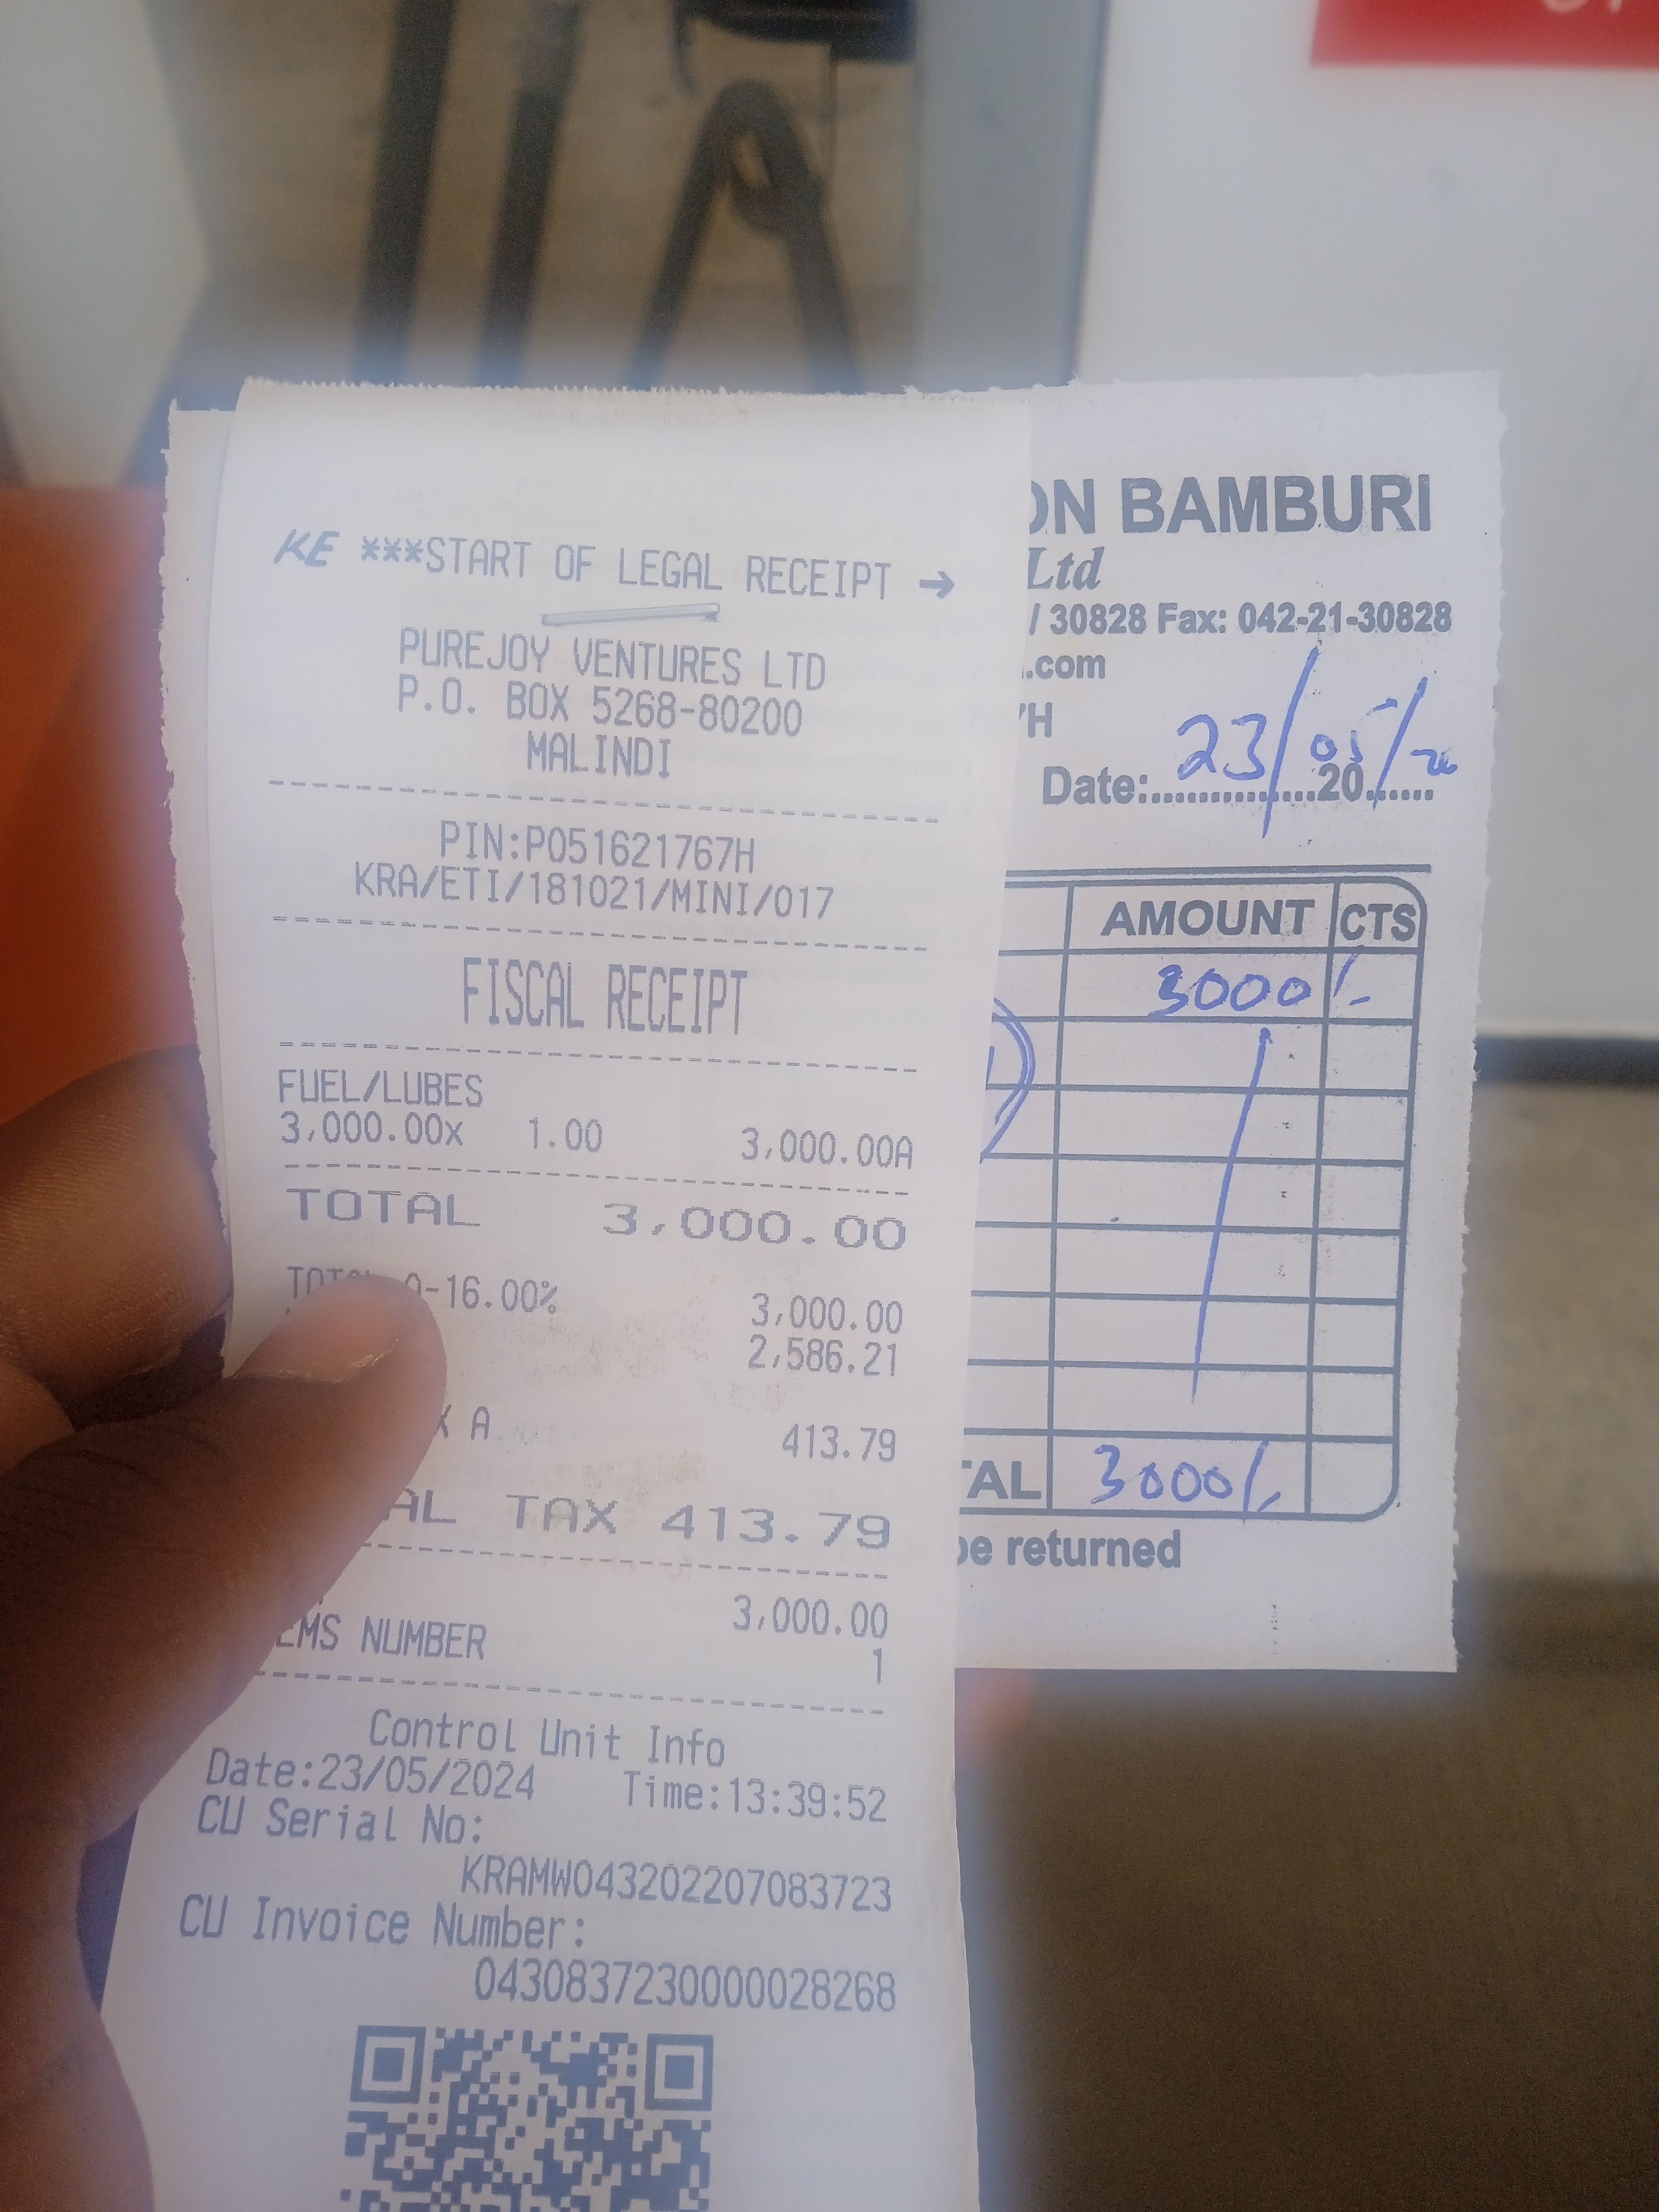 KE ***START OF LEGAL RECEIPT →
PUREJOY VENTURES LTD
P.O. BOX 5268-80200
MALINDI
PIN:P051621767H
KRA/ETI/181021/MINI/017
FISCAL RECEIPT
FUEL/LUBES
3,000.00x 1.00 3,000.00A
TOTAL 3,000.00
A-16.00% 3,000.00
2,586.21
A 413.79
TAX 413.79
3,000.00
NUMBER 1
Control Unit Info
Date:23/05/2024 Time:13:39:52
CU Serial No:
KRAMW043202207083723
CU Invoice Number:
0430837230000028268
ON BAMBURI
Ltd
/ 30828 Fax: 042-21-30828
.com
H
Date:...............20......
23/05/
AMOUNT CTS
3000/-
TAL 3000/-
be returned